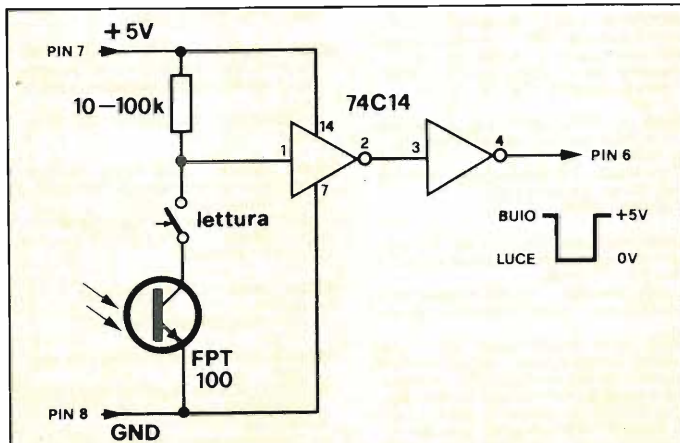 +5V
PIN 7
10-100k
74C14
14
1
2
3
4
7
PIN 6
lettura
BUIO
+5V
LUCE
0V
FPT
100
PIN 8
GND